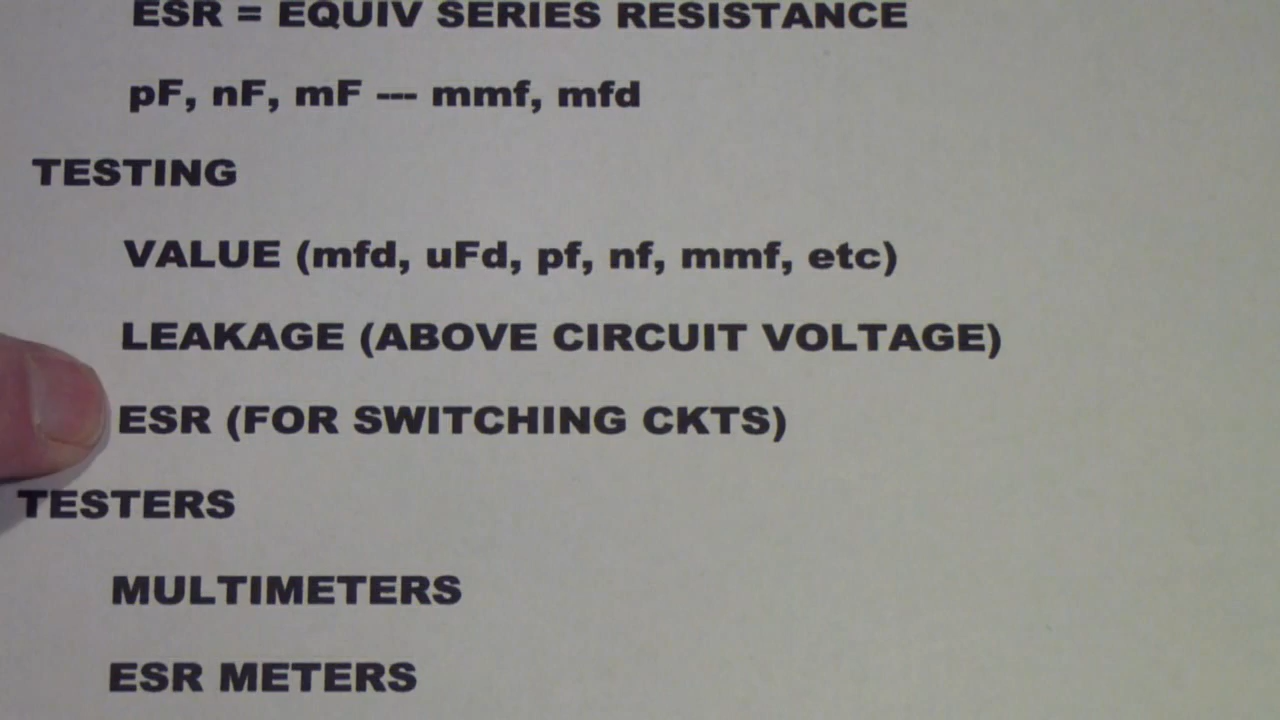 ESR = EQUIV SERIES RESISTANCE
pF, nF, mF --- mmf, mfd
TESTING
VALUE (mfd, uFd, pf, nf, mmf, etc)
LEAKAGE (ABOVE CIRCUIT VOLTAGE)
ESR (FOR SWITCHING CKTS)
TESTERS
MULTIMETERS
ESR METERS